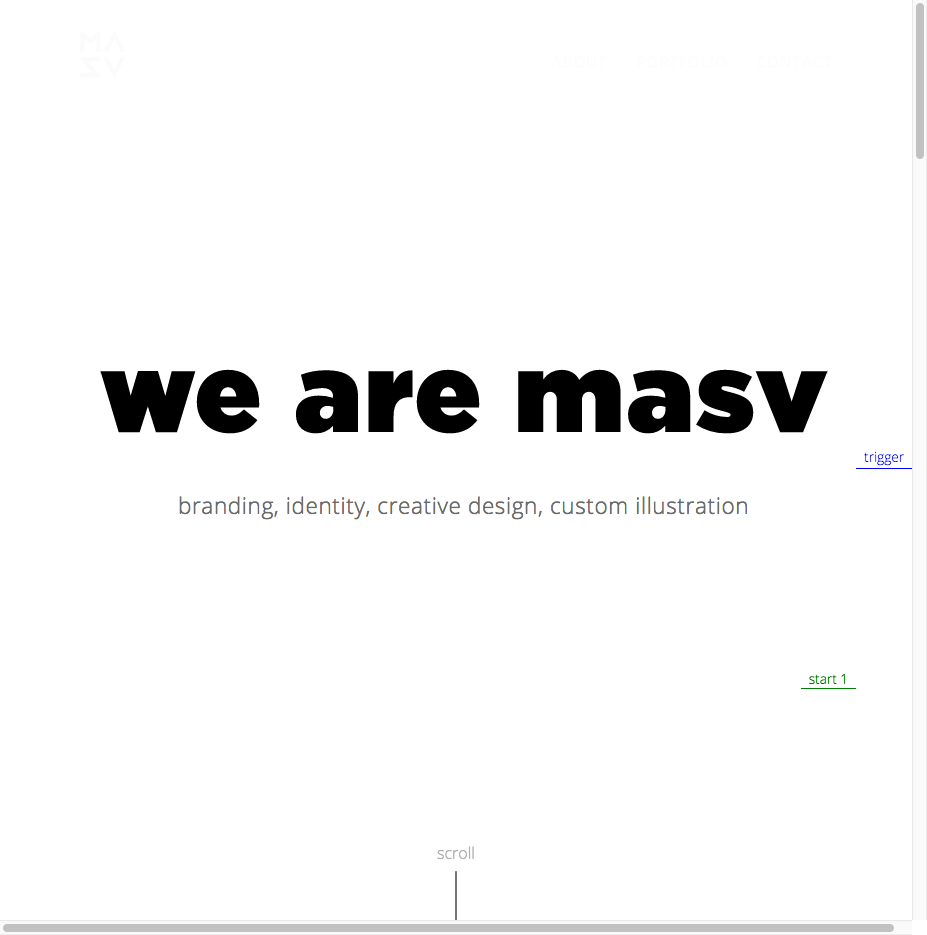 MA
SV
ABOUT PORTFOLIO CONTACT
we are masv
trigger
branding, identity, creative design, custom illustration
start 1
scroll